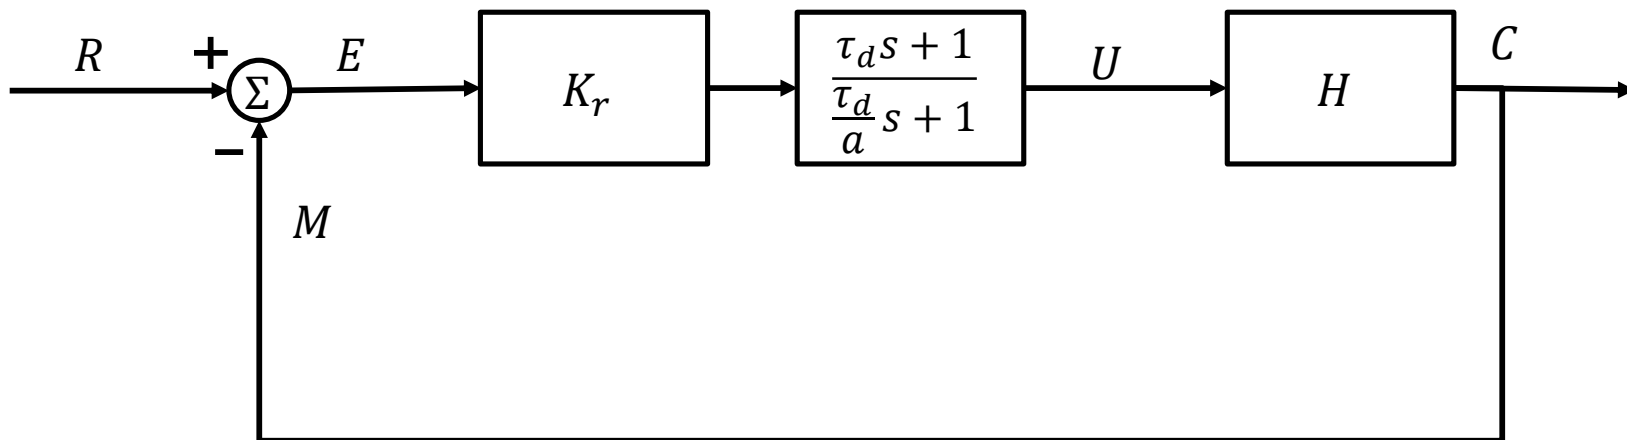 R
+
−
Σ
E
K_r
τ_d s + 1
τ_d
a
s + 1
U
H
C
M